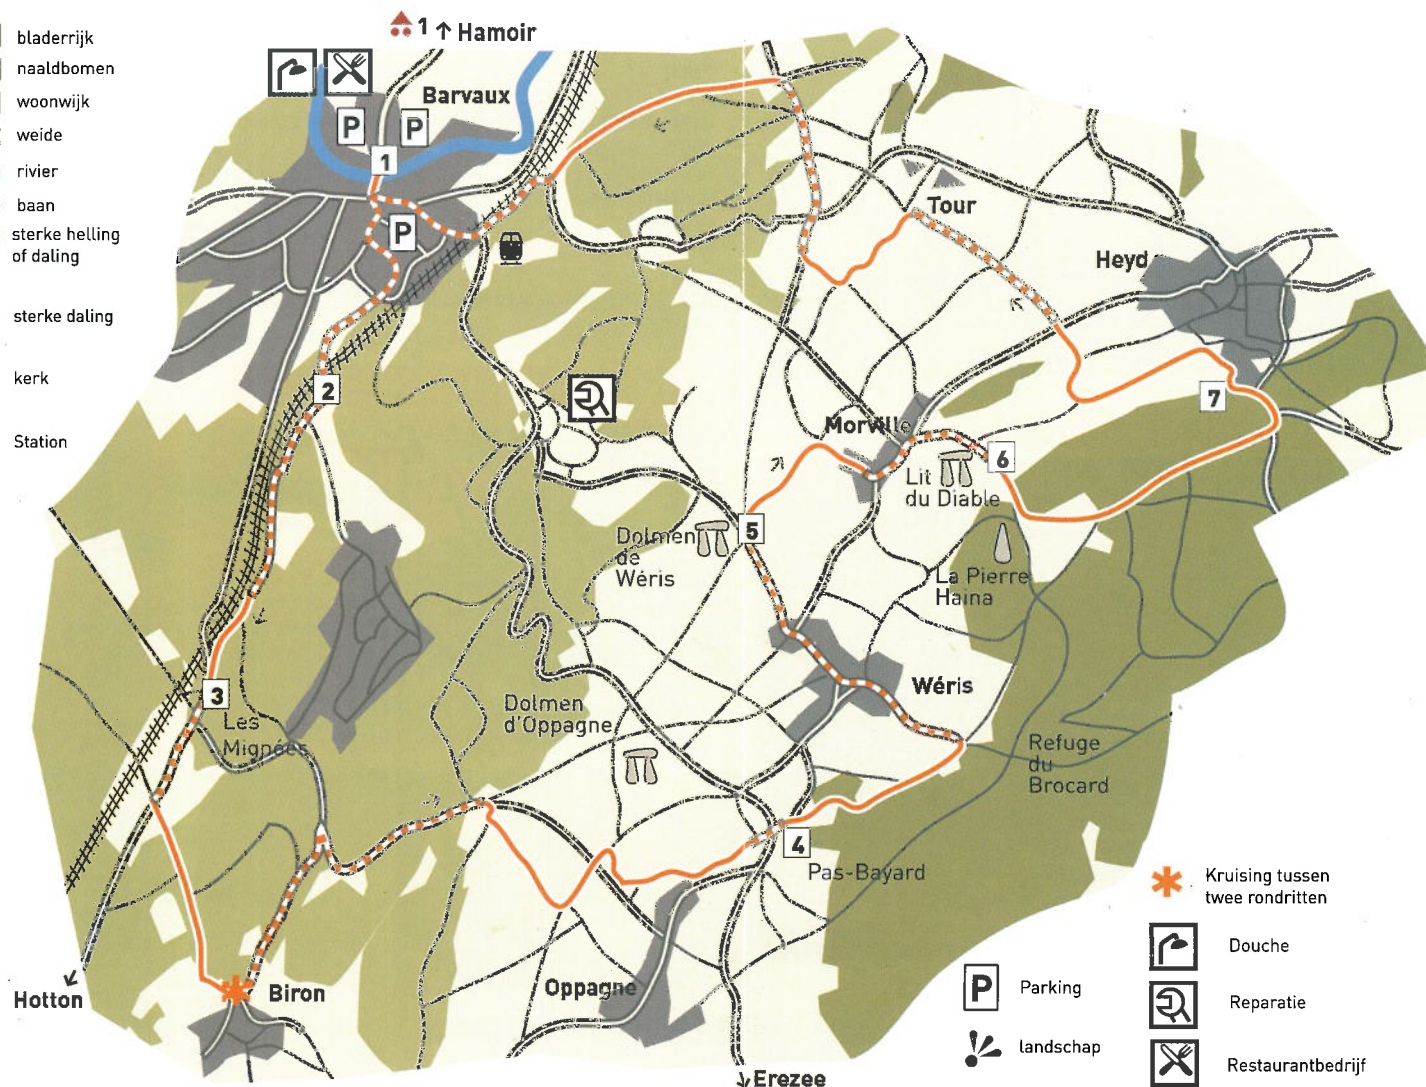 bladerrijk
naaldbomen
woonwijk
weide
rivier
baan
sterke helling
of daling
sterke daling
kerk
Station
1
Hamoir
Barvaux
P
P
1
P
2
3
Les
Mignées
Hotton
Biron
Tour
Heyd
7
Morville
6
Lit
du Diable
Dolmen
de
Wéris
5
La Pierre
Haina
Wéris
Dolmen
d'Oppagne
Refuge
du
Brocard
4
Pas-Bayard
Oppagne
Erezee
Kruising tussen
twee rondritten
Douche
P Parking
Reparatie
landschap
Restaurantbedrijf